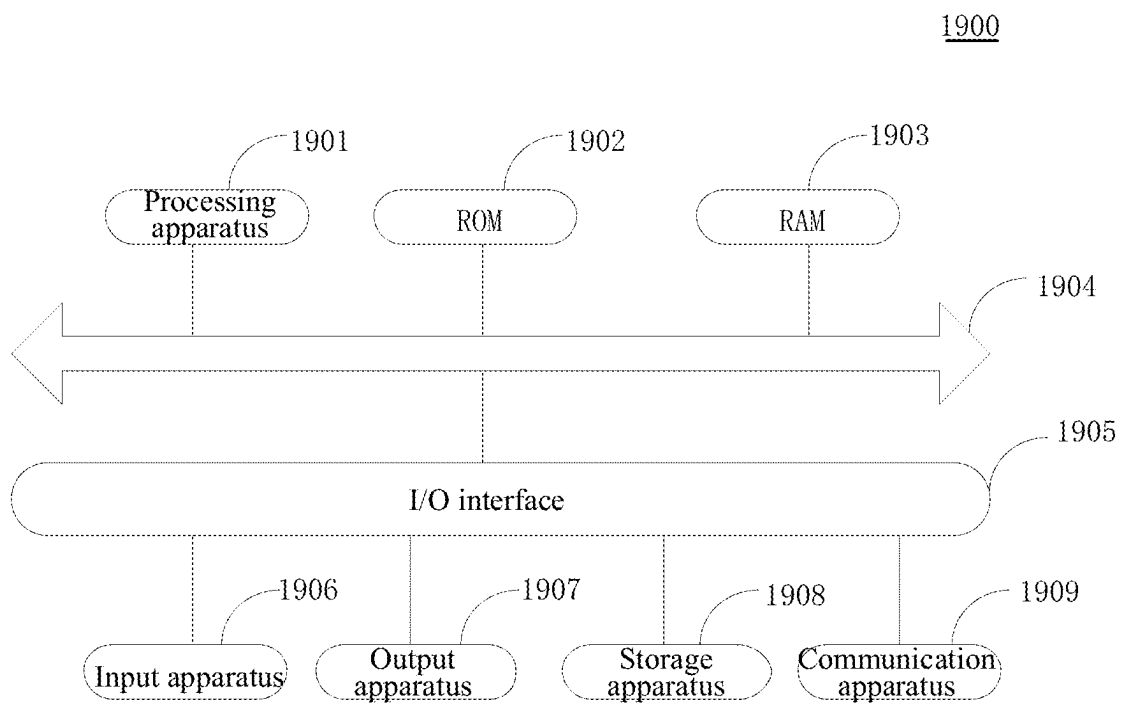 1900
1901
1902
1903
Processing
apparatus
ROM
RAM
1904
1905
I/O interface
1906
1907
1908
1909
Input apparatus
Output
apparatus
Storage
apparatus
Communication
apparatus